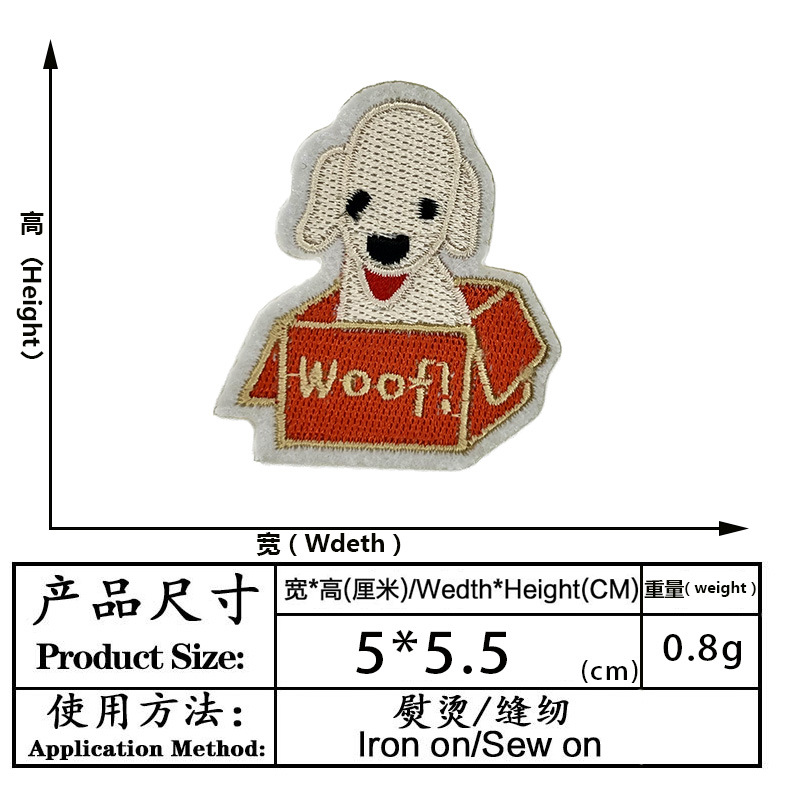 高（Height）
Woof!
宽（Wdeth）
产品尺寸
Product Size:
宽*高(厘米)/Wedth*Height(CM)
重量( weight )
5*5.5 (cm)
0.8g
使用方法：
Application Method:
熨烫/缝纫
Iron on/Sew on